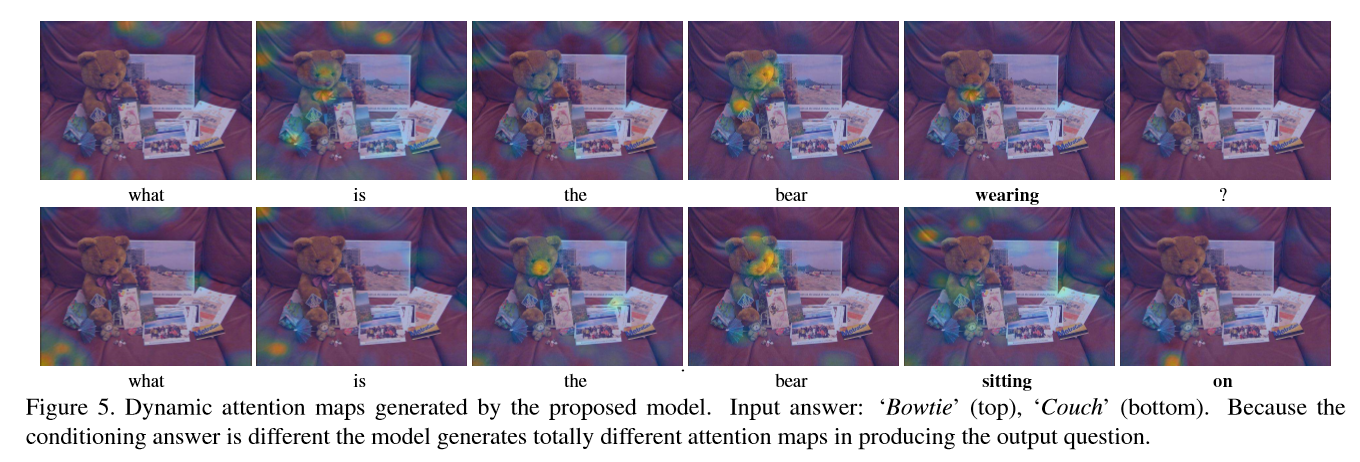 what is the bear wearing ?
what is the bear sitting on
Figure 5. Dynamic attention maps generated by the proposed model. Input answer: ‘Bowtie’ (top), ‘Couch’ (bottom). Because the
conditioning answer is different the model generates totally different attention maps in producing the output question.